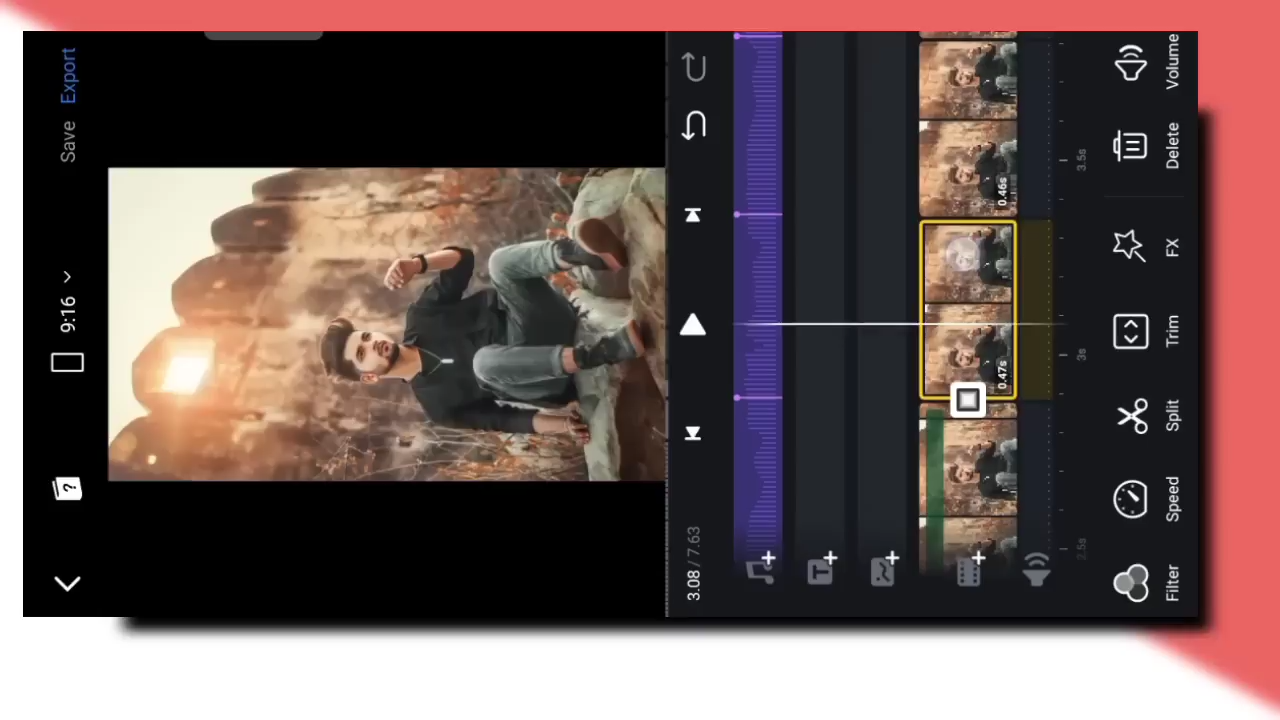 ?
9:16
Save
Export
3.08 / 7.63
T
0.47s
0.46s
2.5s
3s
3.5s
Filter
Speed
Split
Trim
FX
Delete
Volume